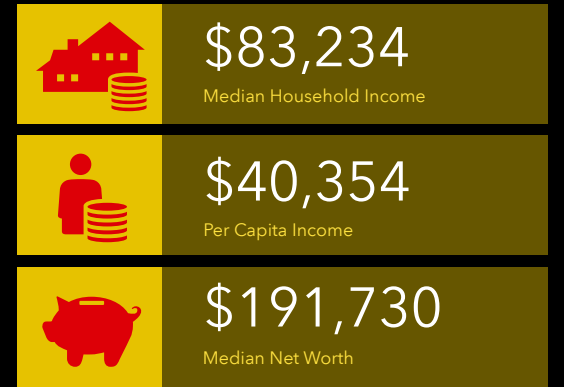 $83,234
Median Household Income
$40,354
Per Capita Income
$191,730
Median Net Worth